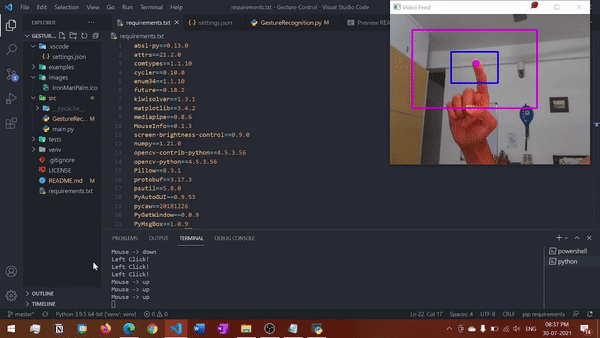 File Edit Selection View Go Run Terminal Help
requirements.txt - Gesture-Control - Visual Studio Code
Video Feed
EXPLORER
requirements.txt
settings.json
GestureRecognition.py M
Preview READ
GESTUR...
.vscode
settings.json
examples
images
IronManPalm.ico
src
__pycache__
GestureRec... M
main.py
tests
venv
.gitignore
LICENSE
README.md M
requirements.txt
OUTLINE
TIMELINE
requirements.txt
1 absl-py==0.13.0
2 attrs==21.2.0
3 comtypes==1.1.10
4 cycler==0.10.0
5 enum34==1.1.10
6 future==0.18.2
7 kiwisolver==1.3.1
8 matplotlib==3.4.2
9 mediapipe==0.8.6
10 MouseInfo==0.1.3
11 screen-brightness-control==0.9.0
12 numpy==1.21.0
13 opencv-contrib-python==4.5.3.56
14 opencv-python==4.5.3.56
15 Pillow==8.3.1
16 protobuf==3.17.3
17 psutil==5.8.0
18 PyAutoGUI==0.9.53
19 pycaw==20181226
20 PyGetWindow==0.0.9
21 PyMsgBox==1.0.9
PROBLEMS OUTPUT TERMINAL DEBUG CONSOLE
Mouse -> down
Left Click!
Left Click!
Left Click!
Mouse -> up
Mouse -> up
Mouse -> up
powershell
python
master*
Python 3.9.5 64-bit ('venv': venv)
0 0
Ln 22, Col 17
Spaces: 4
UTF-8
CRLF
pip requirements
ENG
08:37 PM
30-07-2021